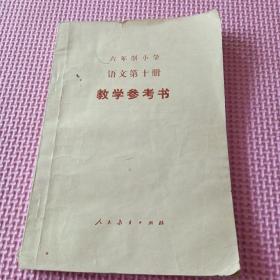 六年制小学
语文第十册
教学参考书
人民教育出版社